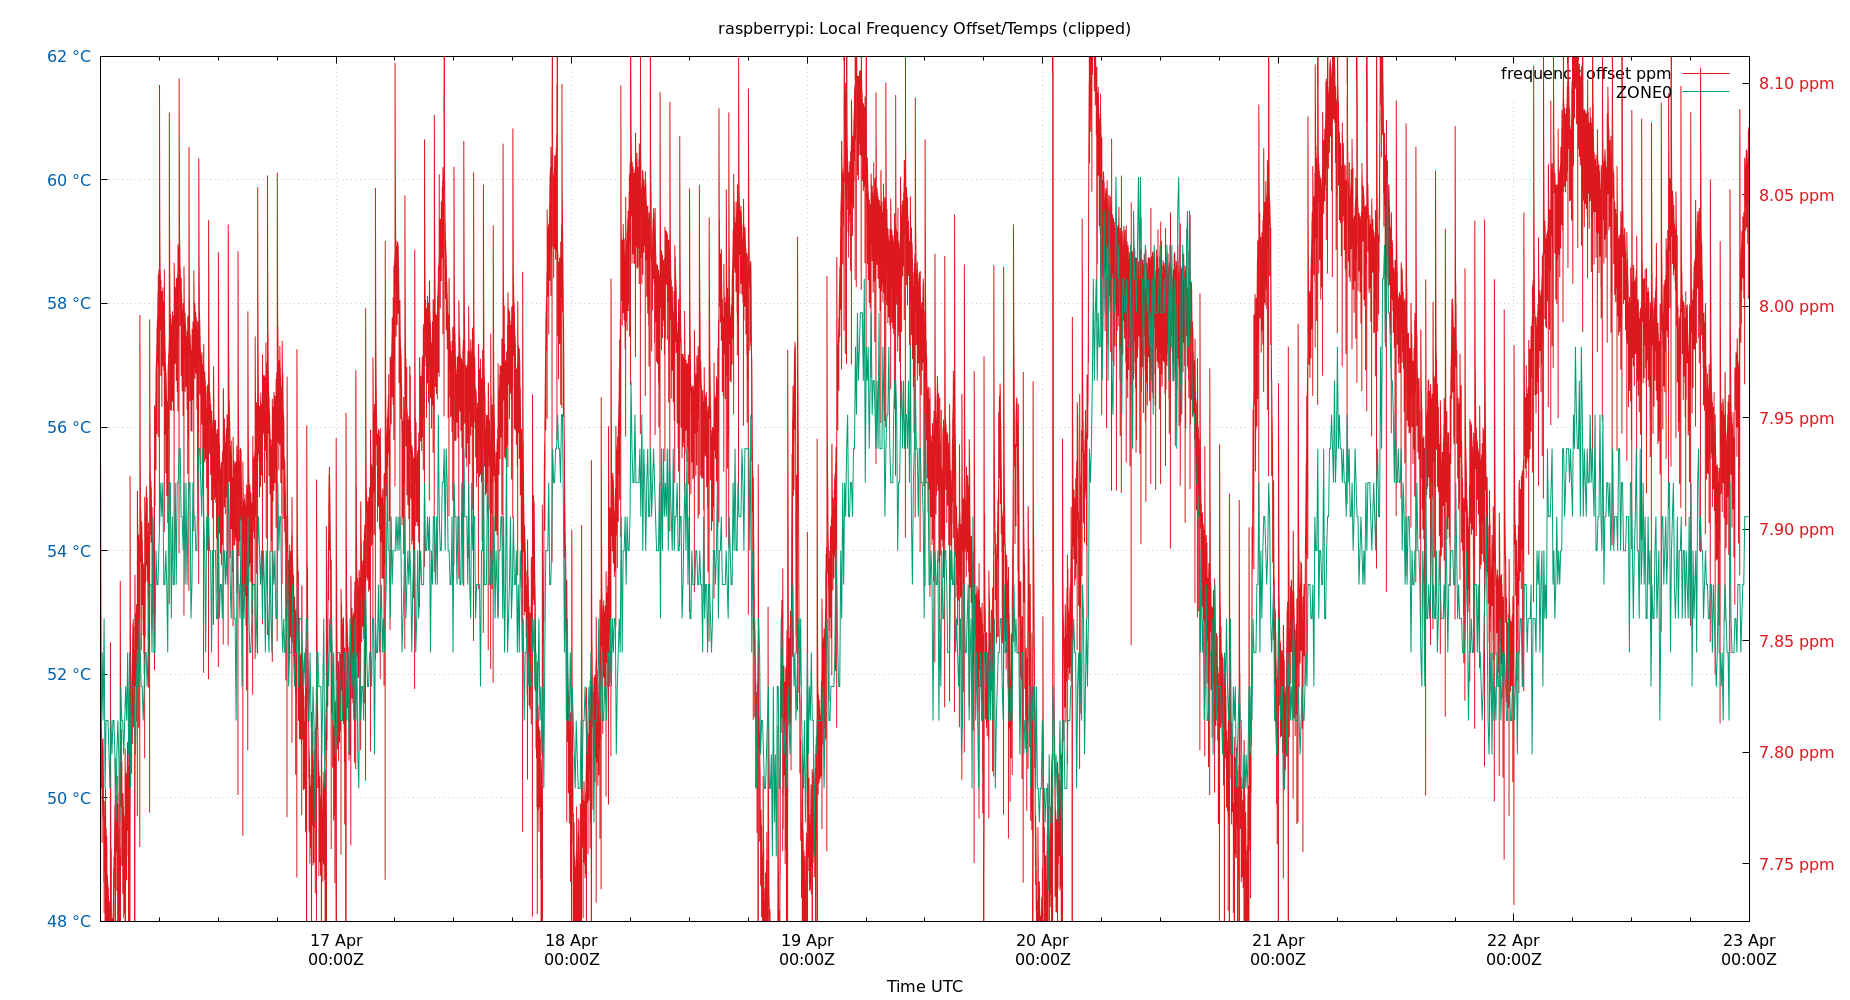 raspberrypi: Local Frequency Offset/Temps (clipped)
62 °C
60 °C
58 °C
56 °C
54 °C
52 °C
50 °C
48 °C
frequency offset ppm
ZONE0
8.10 ppm
8.05 ppm
8.00 ppm
7.95 ppm
7.90 ppm
7.85 ppm
7.80 ppm
7.75 ppm
17 Apr
00:00Z
18 Apr
00:00Z
19 Apr
00:00Z
20 Apr
00:00Z
21 Apr
00:00Z
22 Apr
00:00Z
23 Apr
00:00Z
Time UTC